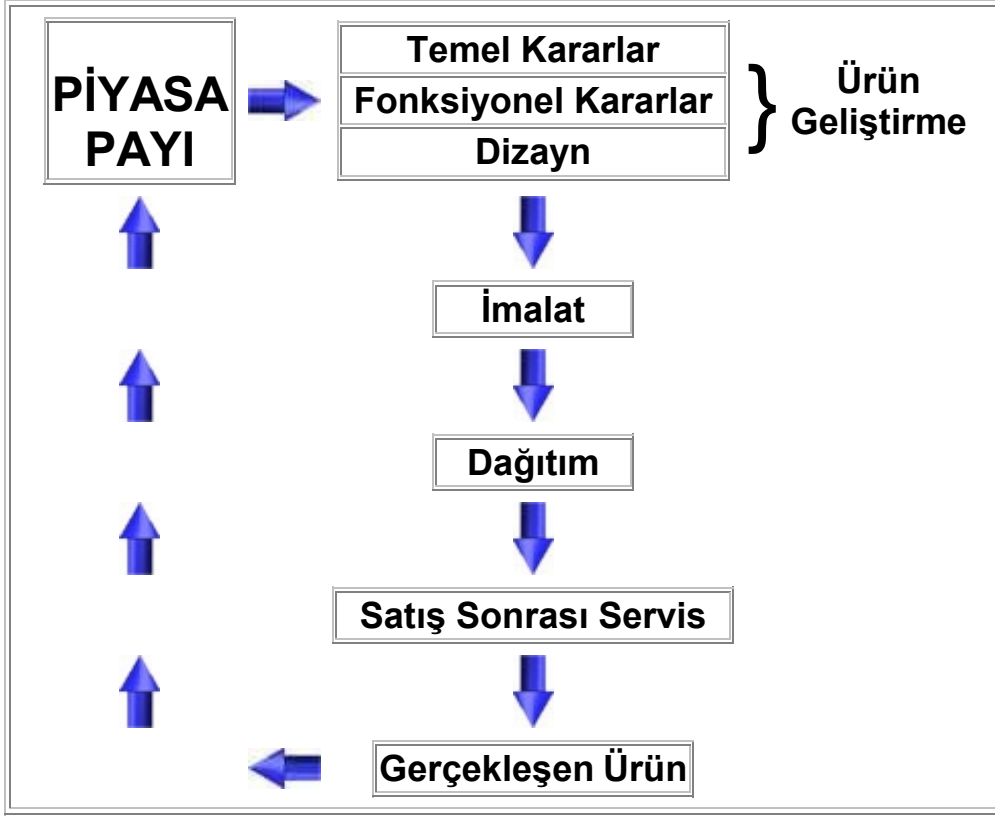 PİYASA
PAYI
Temel Kararlar
Fonksiyonel Kararlar
Dizayn
}
Ürün
Geliştirme
İmalat
Dağıtım
Satış Sonrası Servis
Gerçekleşen Ürün